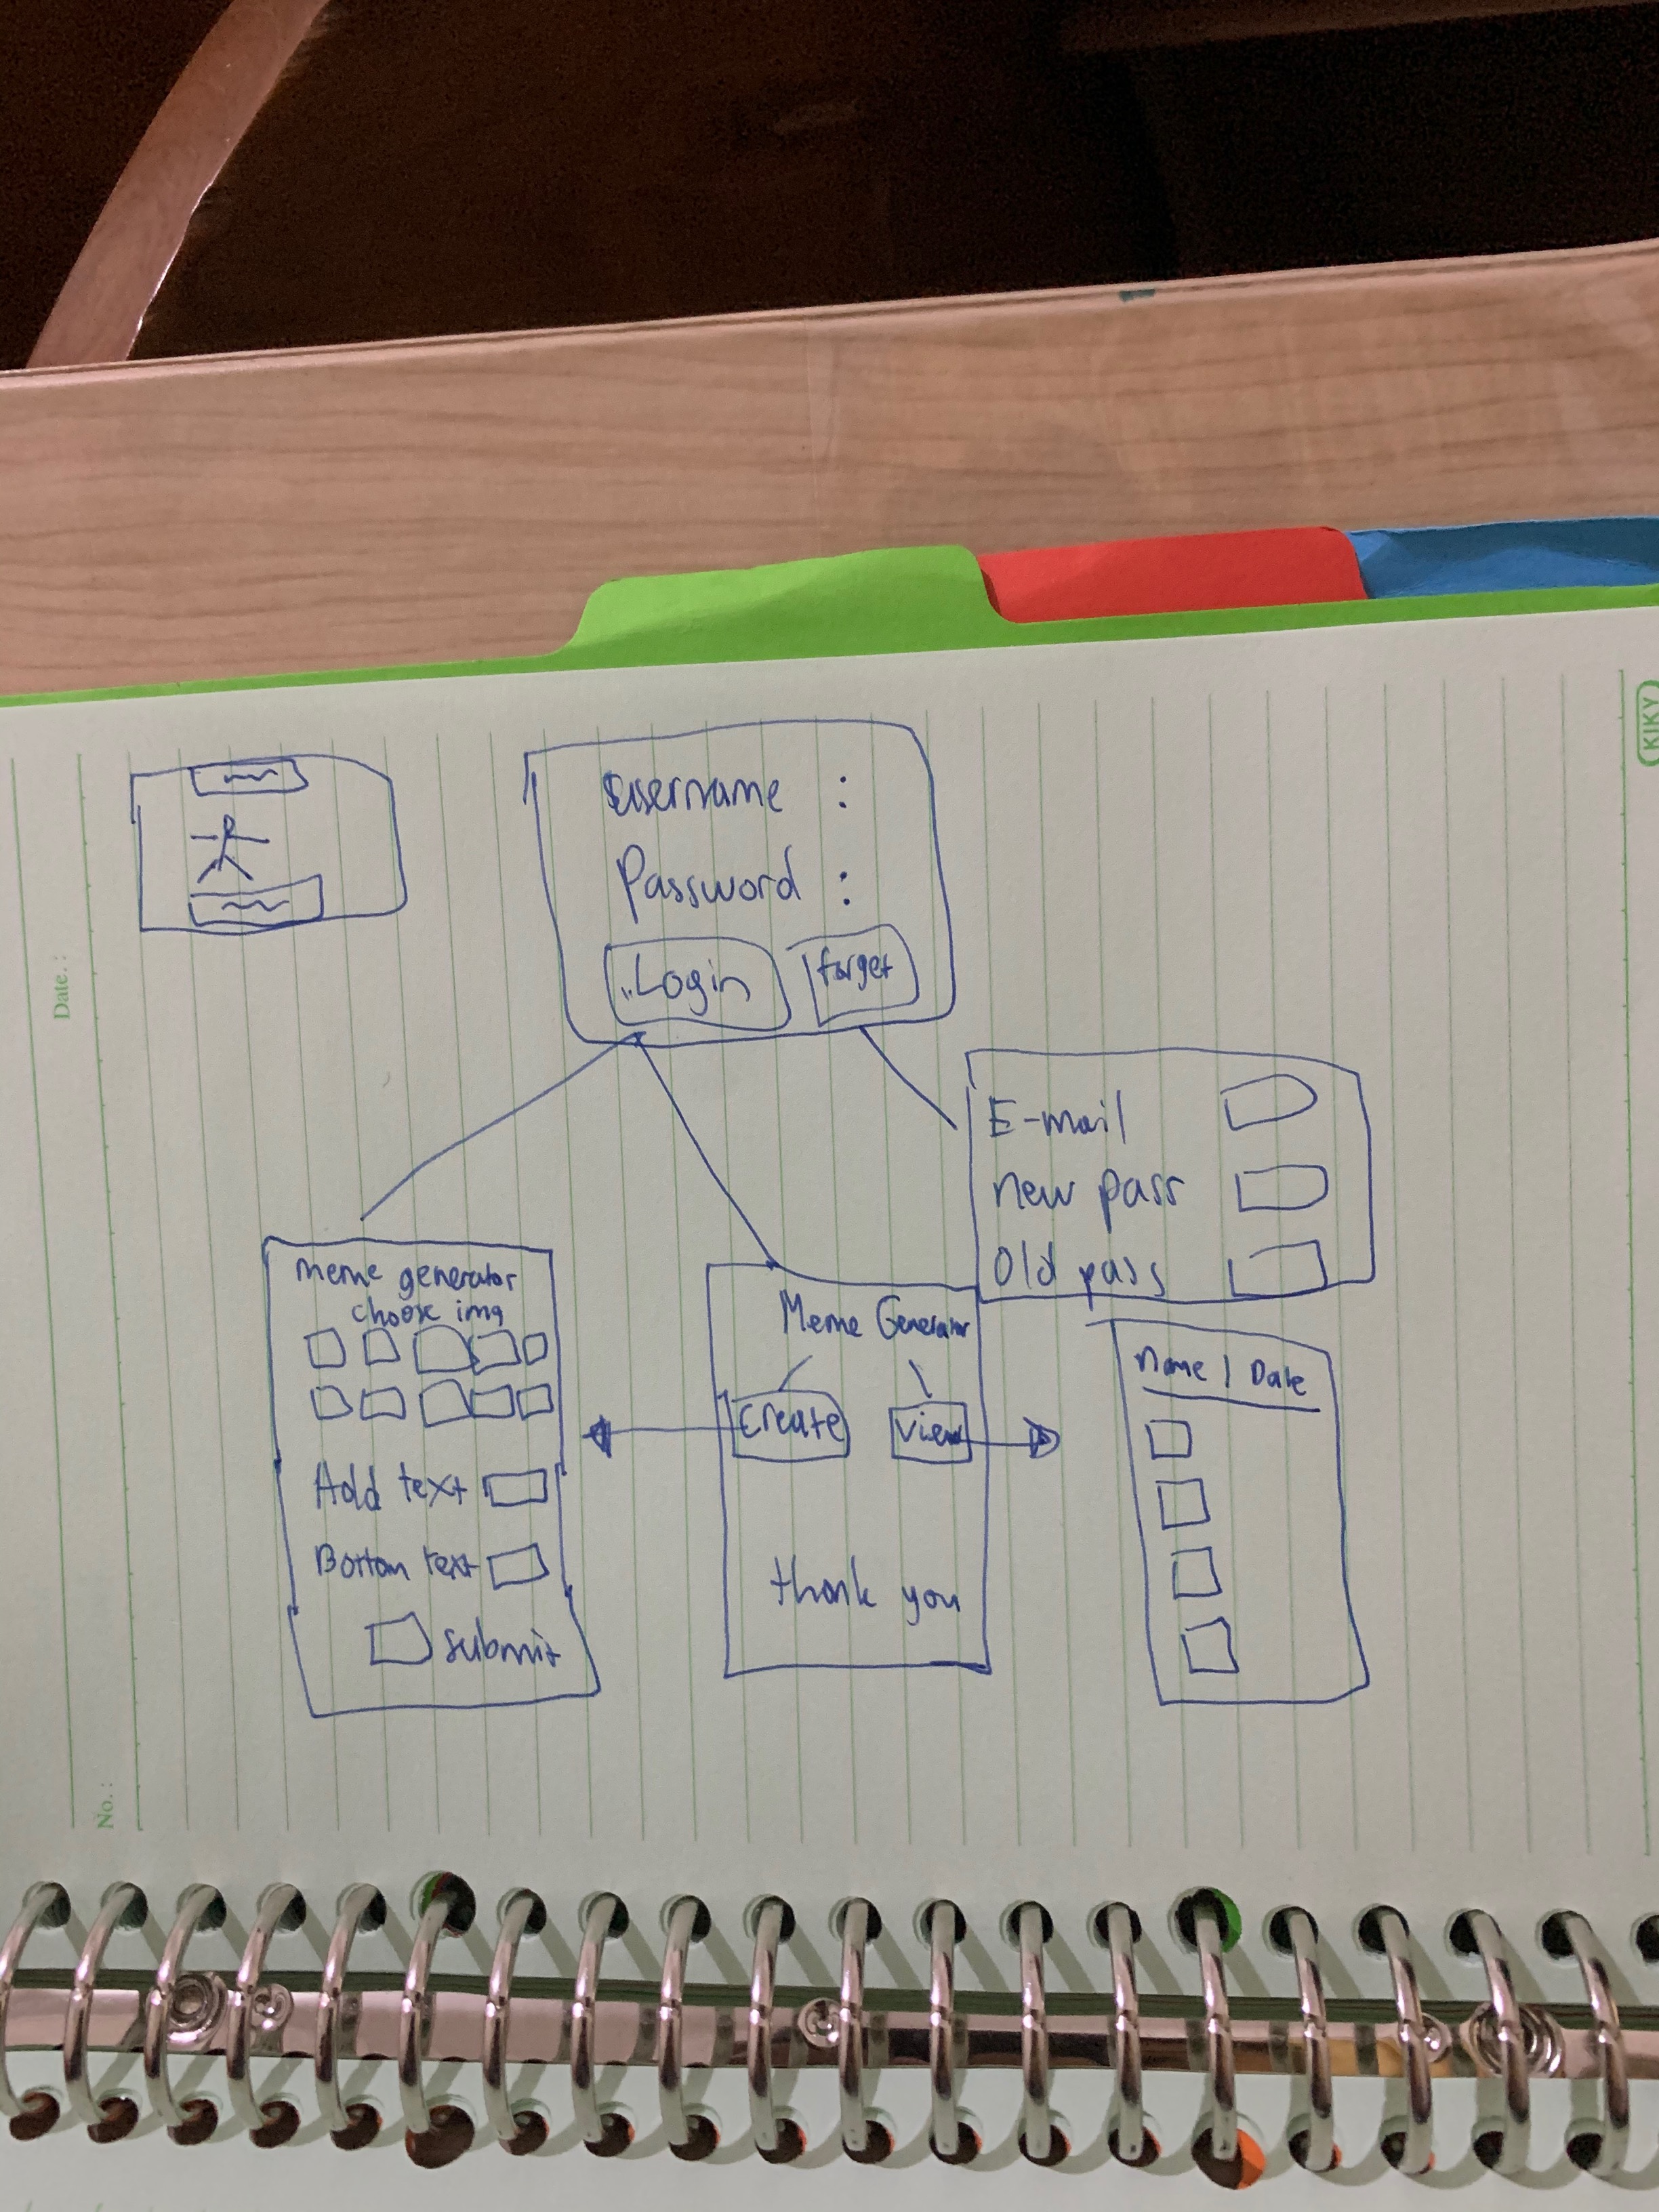 KIKY
Date. :
No. :
username :
Password :
Login
forget
E-mail
new pass
Old pass
meme generator
choose img
Add text
Bottom text
submit
Meme Generator
Create
View
thank you
Name | Date